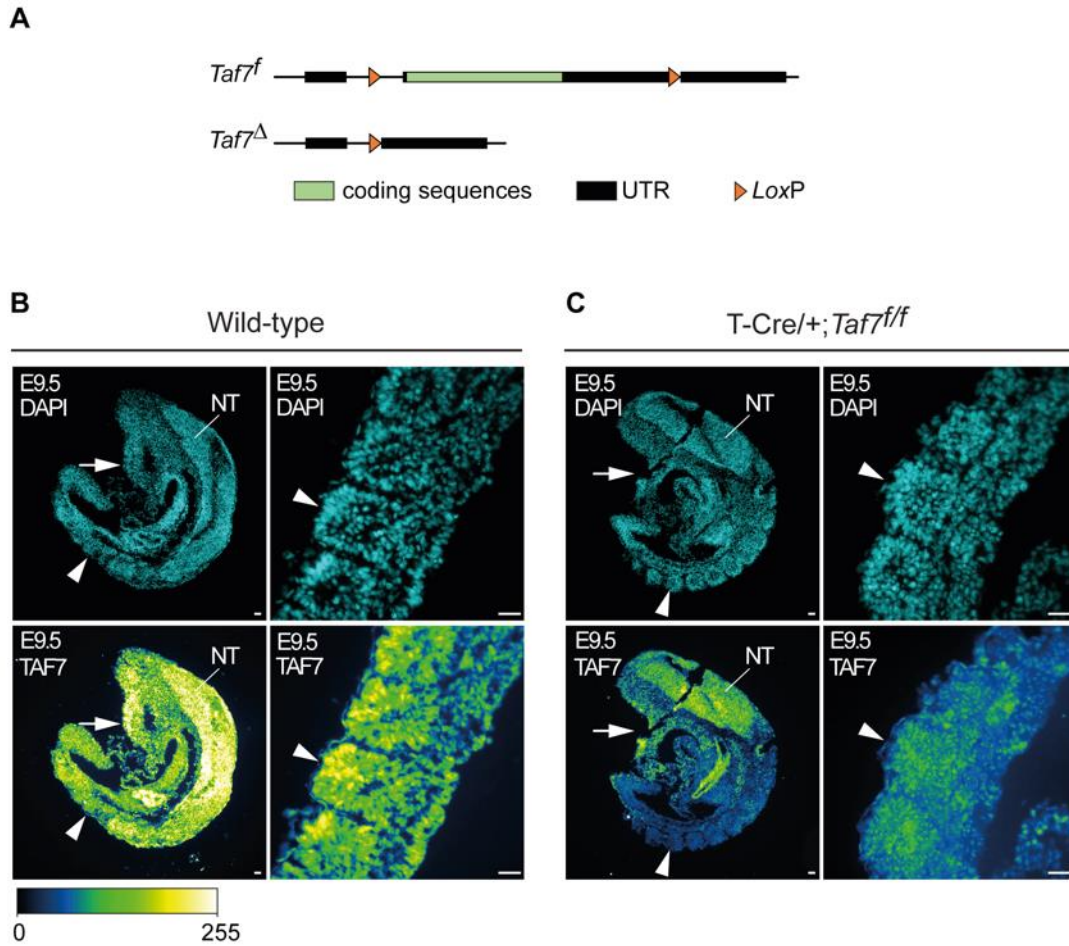 A
Taf7f
Taf7Δ
coding sequences
UTR
LoxP
B
Wild-type
E9.5
DAPI
NT
E9.5
DAPI
E9.5
TAF7
NT
E9.5
TAF7
0
255
C
T-Cre/+;Taf7f/f
E9.5
DAPI
NT
E9.5
DAPI
E9.5
TAF7
NT
E9.5
TAF7